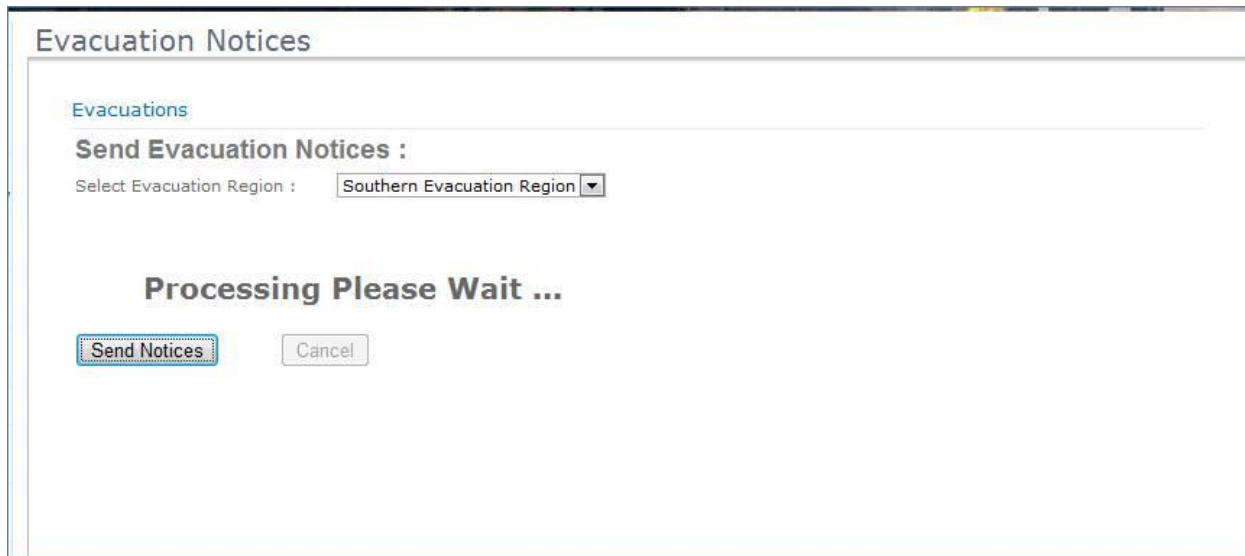 Evacuation Notices
Evacuations
Send Evacuation Notices :
Select Evacuation Region : Southern Evacuation Region
Processing Please Wait ...
Send Notices Cancel